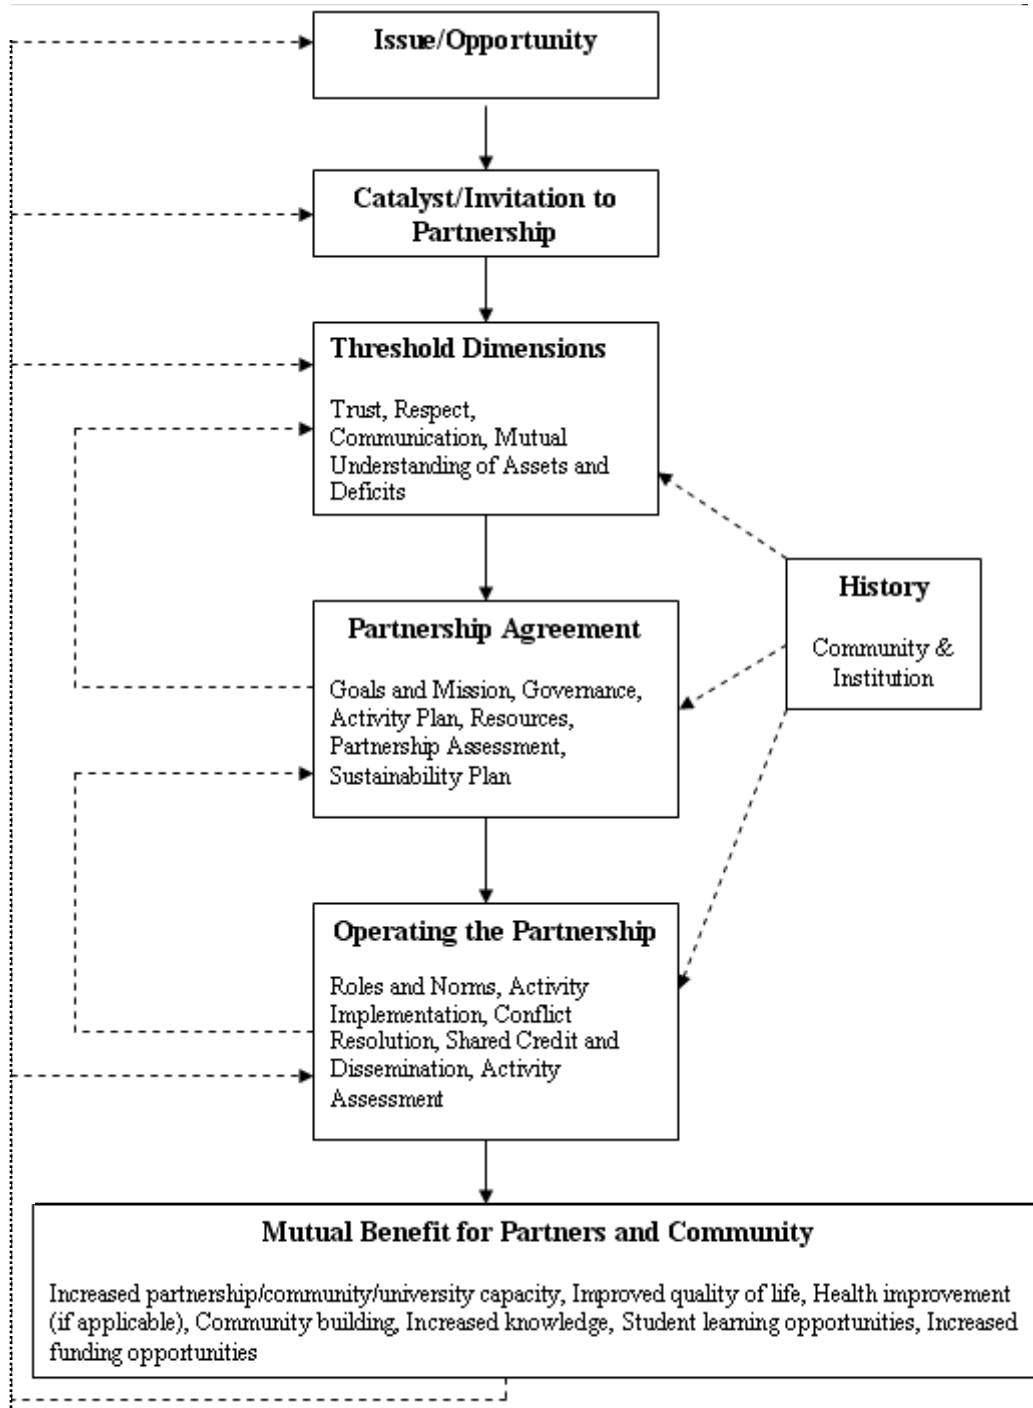 Issue/Opportunity
Catalyst/Invitation to
Partnership
Threshold Dimensions
Trust, Respect,
Communication, Mutual
Understanding of Assets and
Deficits
History
Community &
Institution
Partnership Agreement
Goals and Mission, Governance,
Activity Plan, Resources,
Partnership Assessment,
Sustainability Plan
Operating the Partnership
Roles and Norms, Activity
Implementation, Conflict
Resolution, Shared Credit and
Dissemination, Activity
Assessment
Mutual Benefit for Partners and Community
Increased partnership/community/university capacity, Improved quality of life, Health improvement
(if applicable), Community building, Increased knowledge, Student learning opportunities, Increased
funding opportunities